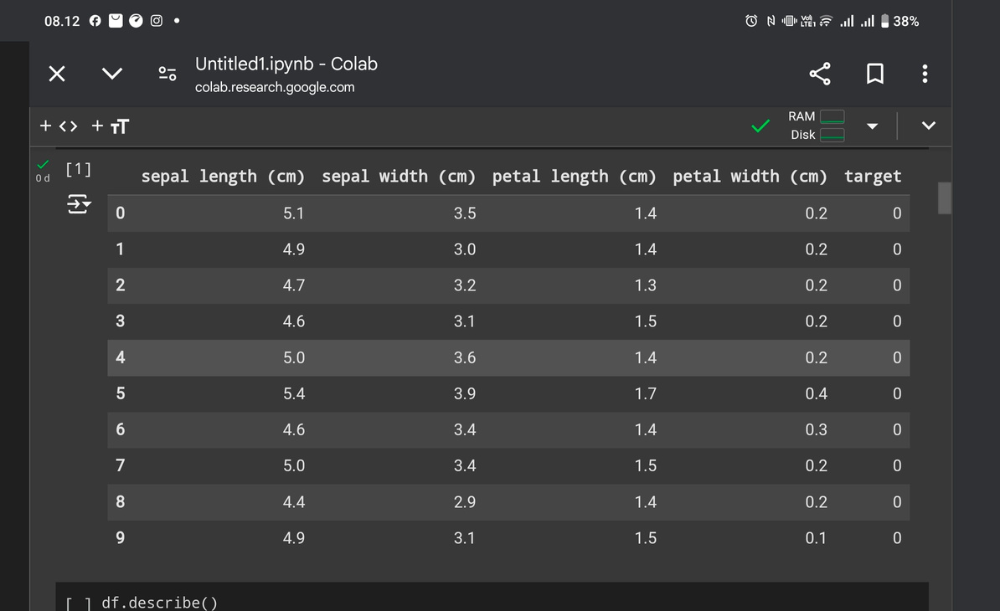 08.12 38%
Vo)) LTE1
Untitled1.ipynb - Colab
colab.research.google.com
+ <> + TT RAM
Disk
0 d [1]
sepal length (cm) sepal width (cm) petal length (cm) petal width (cm) target
0 5.1 3.5 1.4 0.2 0
1 4.9 3.0 1.4 0.2 0
2 4.7 3.2 1.3 0.2 0
3 4.6 3.1 1.5 0.2 0
4 5.0 3.6 1.4 0.2 0
5 5.4 3.9 1.7 0.4 0
6 4.6 3.4 1.4 0.3 0
7 5.0 3.4 1.5 0.2 0
8 4.4 2.9 1.4 0.2 0
9 4.9 3.1 1.5 0.1 0
[ ] df.describe()